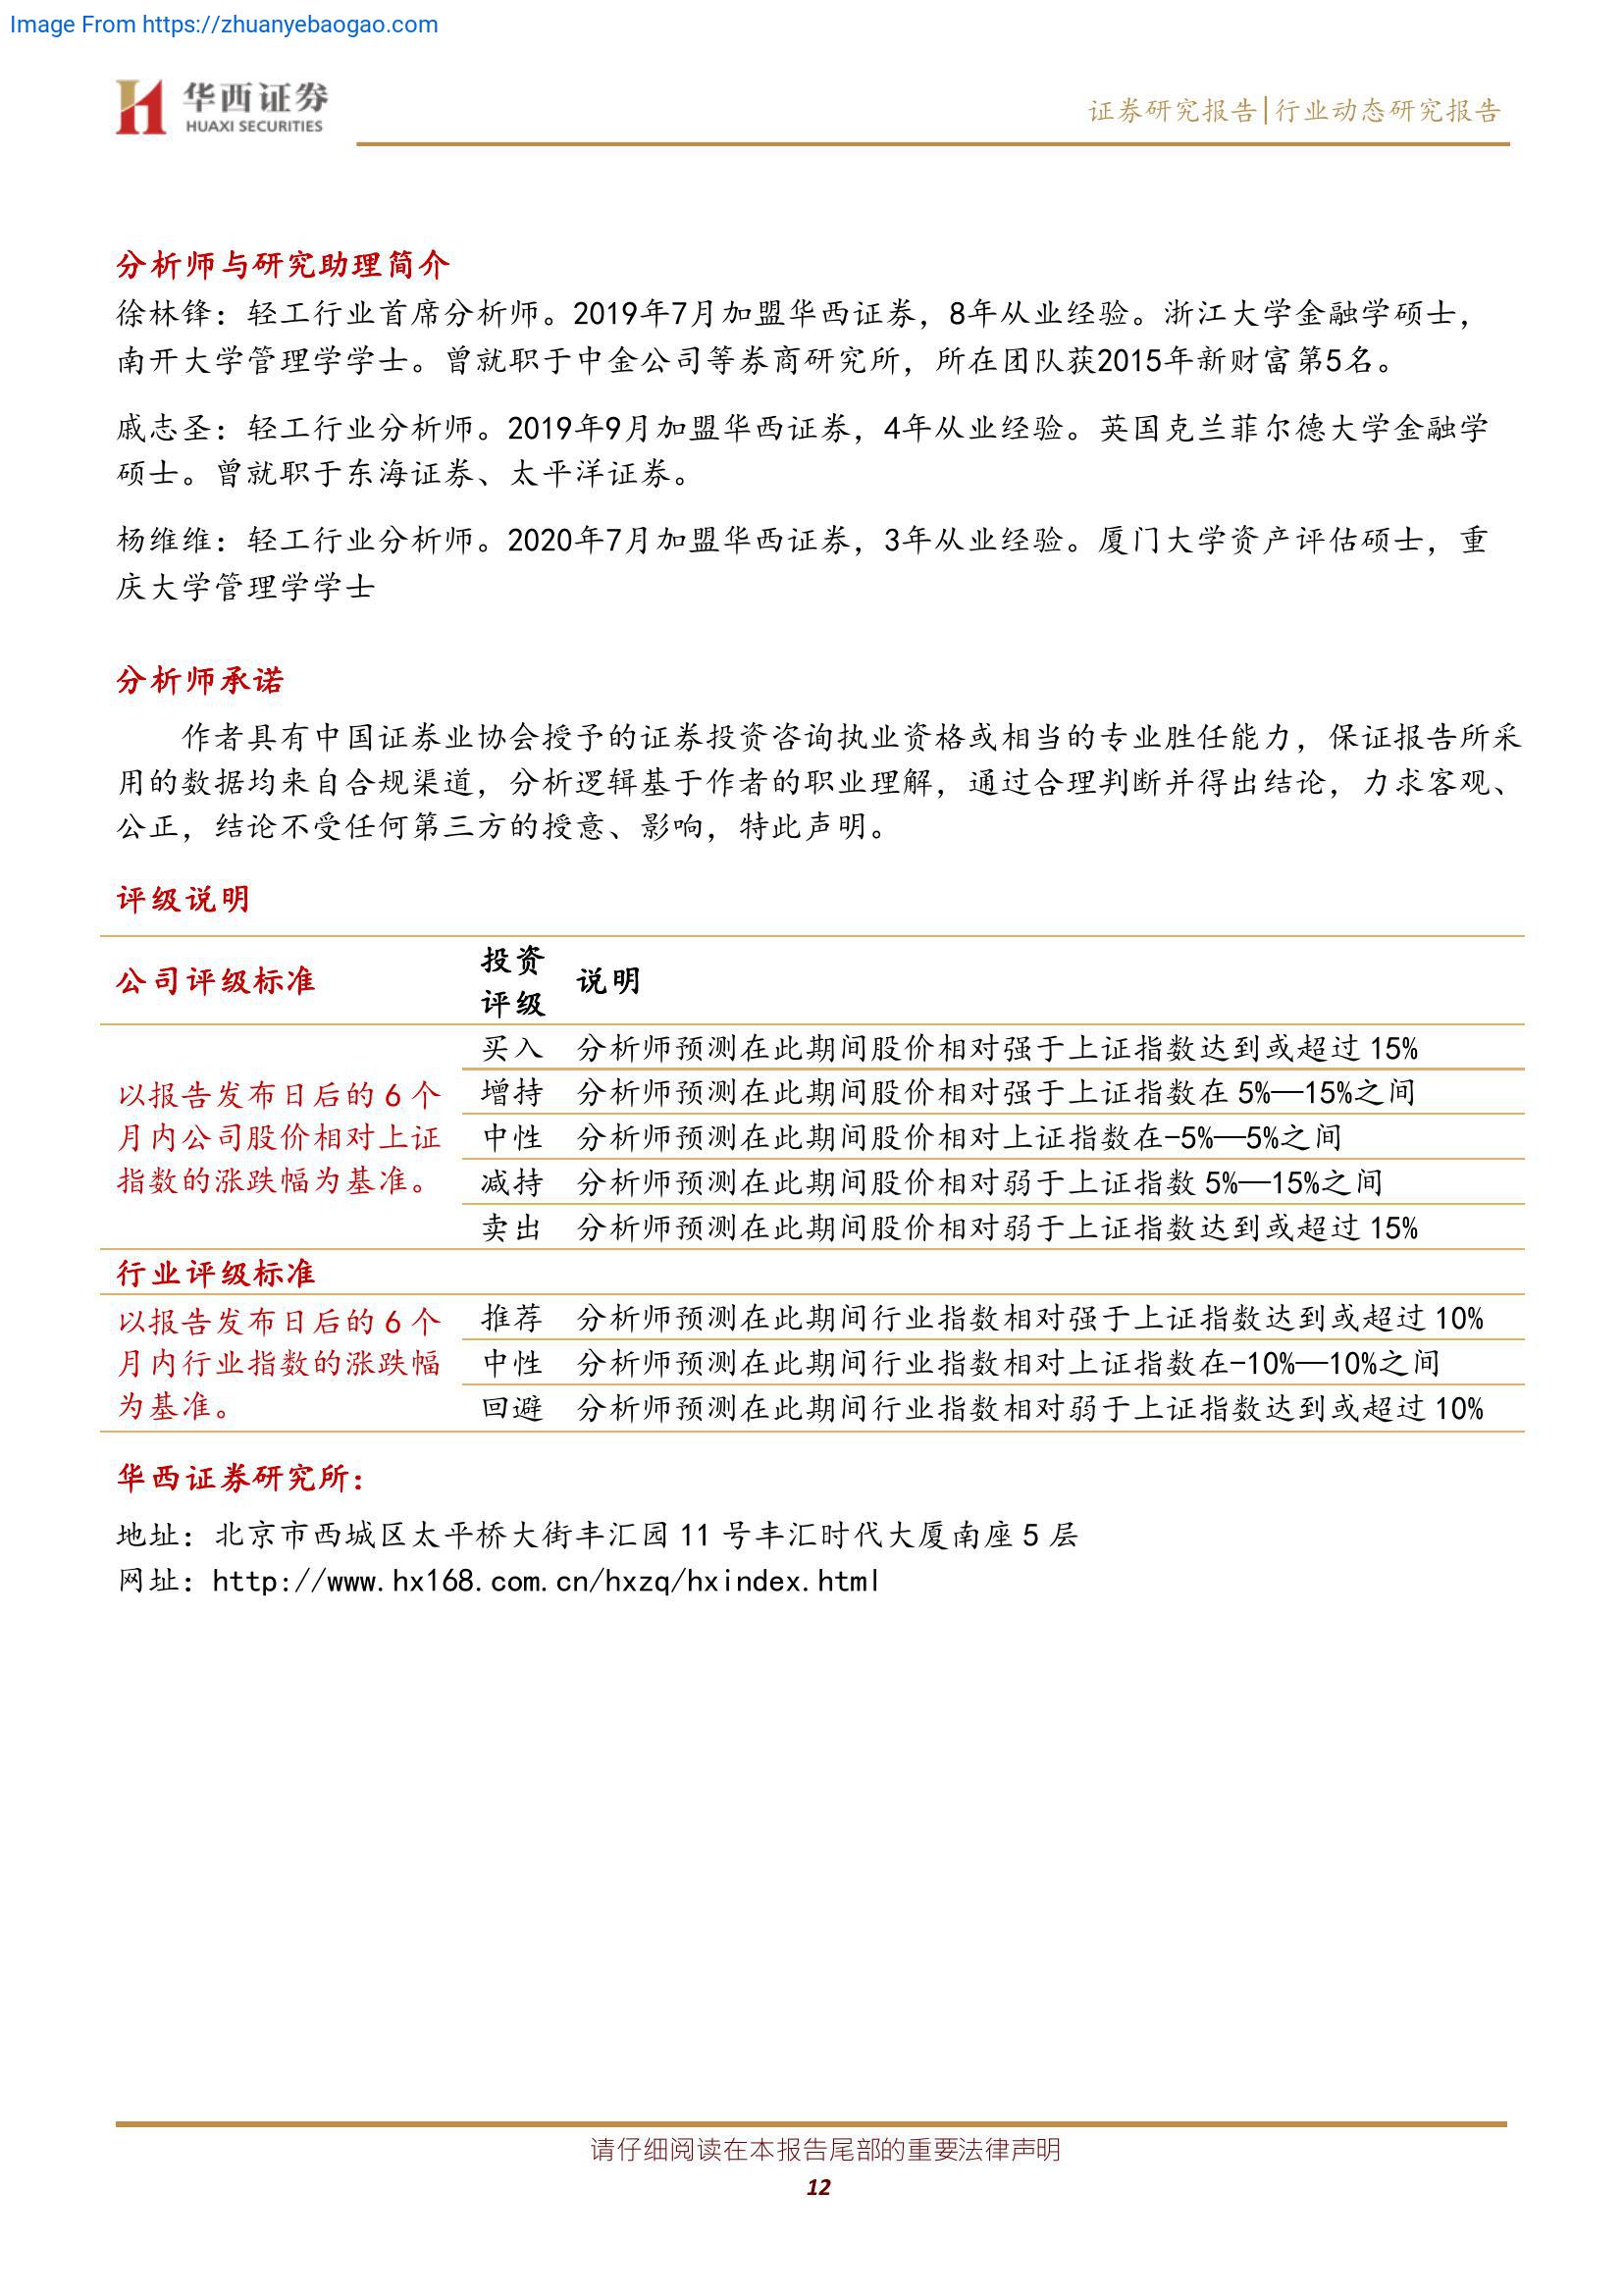 Image From https://zhuanyebaogao.com
华西证券
HUAXI SECURITIES
证券研究报告|行业动态研究报告
分析师与研究助理简介
徐林锋：轻工行业首席分析师。2019年7月加盟华西证券，8年从业经验。浙江大学金融学硕士，
南开大学管理学学士。曾就职于中金公司等券商研究所，所在团队获2015年新财富第5名。
戚志圣：轻工行业分析师。2019年9月加盟华西证券，4年从业经验。英国克兰菲尔德大学金融学
硕士。曾就职于东海证券、太平洋证券。
杨维维：轻工行业分析师。2020年7月加盟华西证券，3年从业经验。厦门大学资产评估硕士，重
庆大学管理学学士
分析师承诺
作者具有中国证券业协会授予的证券投资咨询执业资格或相当的专业胜任能力，保证报告所采
用的数据均来自合规渠道，分析逻辑基于作者的职业理解，通过合理判断并得出结论，力求客观、
公正，结论不受任何第三方的授意、影响，特此声明。
评级说明
公司评级标准 投资评级 说明
以报告发布日后的 6 个
月内公司股价相对上证
指数的涨跌幅为基准。
买入 分析师预测在此期间股价相对强于上证指数达到或超过 15%
增持 分析师预测在此期间股价相对强于上证指数在 5%—15%之间
中性 分析师预测在此期间股价相对上证指数在-5%—5%之间
减持 分析师预测在此期间股价相对弱于上证指数 5%—15%之间
卖出 分析师预测在此期间股价相对弱于上证指数达到或超过 15%
行业评级标准
以报告发布日后的 6 个
月内行业指数的涨跌幅
为基准。
推荐 分析师预测在此期间行业指数相对强于上证指数达到或超过 10%
中性 分析师预测在此期间行业指数相对上证指数在-10%—10%之间
回避 分析师预测在此期间行业指数相对弱于上证指数达到或超过 10%
华西证券研究所：
地址：北京市西城区太平桥大街丰汇园 11 号丰汇时代大厦南座 5 层
网址：http://www.hx168.com.cn/hxzq/hxindex.html
请仔细阅读在本报告尾部的重要法律声明
12